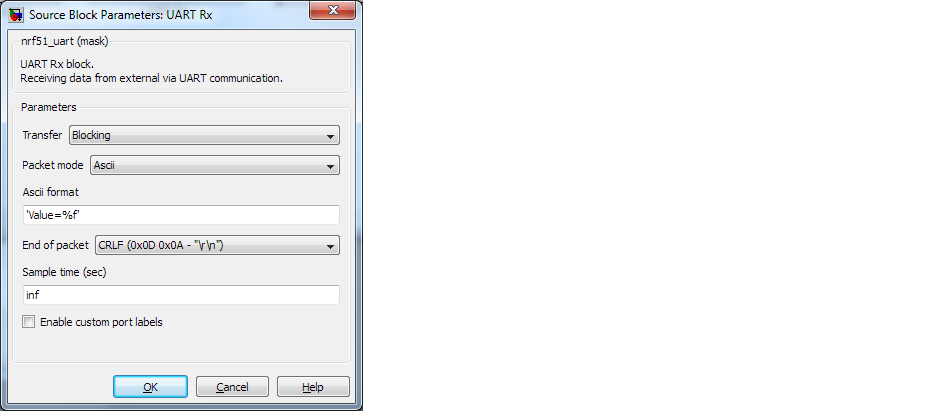 Source Block Parameters: UART Rx
nrf51_uart (mask)
UART Rx block.
Receiving data from external via UART communication.
Parameters
Transfer Blocking
Packet mode Ascii
Ascii format
'Value=%f'
End of packet CRLF (0x0D 0x0A - "\r\n")
Sample time (sec)
inf
Enable custom port labels
OK Cancel Help